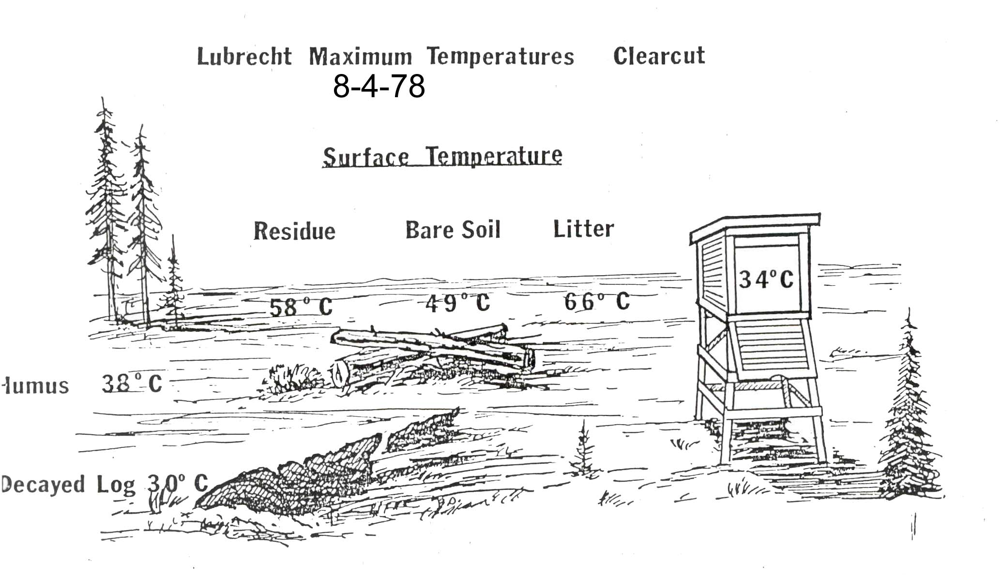 Lubrecht Maximum Temperatures Clearcut
8-4-78
Surface Temperature
Residue Bare Soil Litter
34°C
58°C 49°C 66°C
Humus 38°C
Decayed Log 30°C